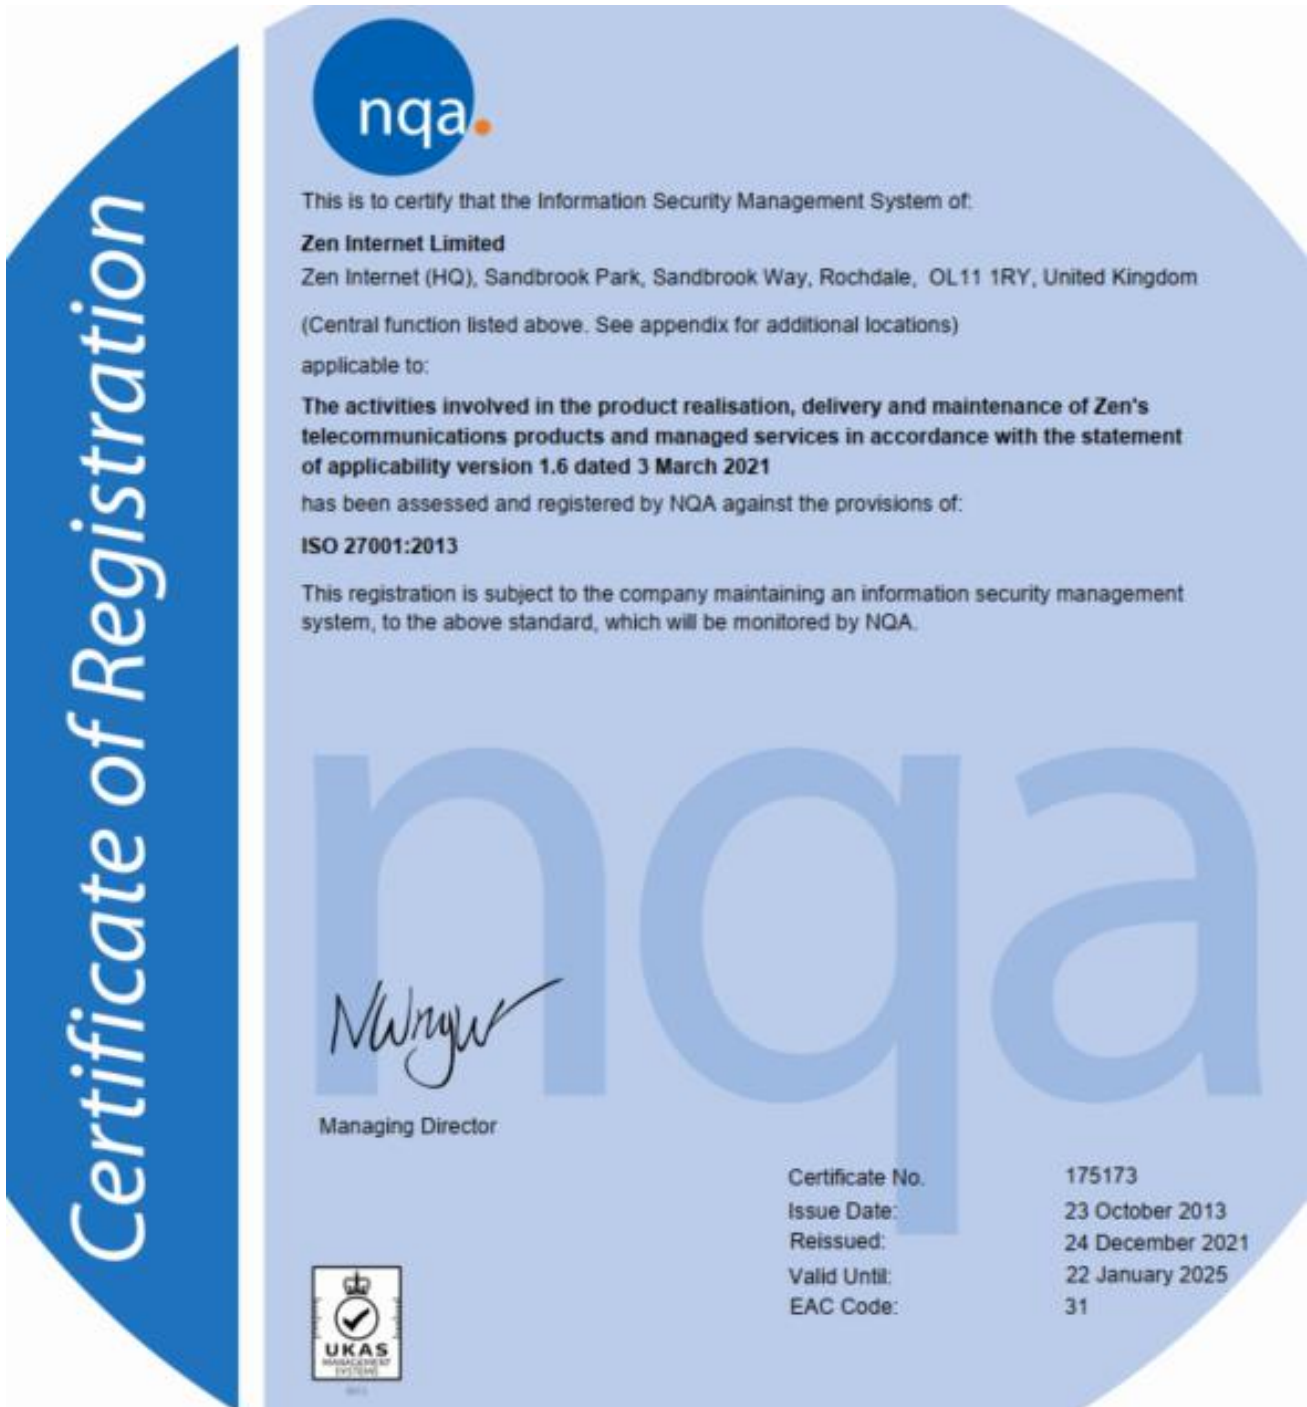 Certificate of Registration
nqa.
This is to certify that the Information Security Management System of:
Zen Internet Limited
Zen Internet (HQ), Sandbrook Park, Sandbrook Way, Rochdale, OL11 1RY, United Kingdom
(Central function listed above. See appendix for additional locations)
applicable to:
The activities involved in the product realisation, delivery and maintenance of Zen's
telecommunications products and managed services in accordance with the statement
of applicability version 1.6 dated 3 March 2021
has been assessed and registered by NQA against the provisions of:
ISO 27001:2013
This registration is subject to the company maintaining an information security management
system, to the above standard, which will be monitored by NQA.
nqa
Managing Director
Certificate No. 175173
Issue Date: 23 October 2013
Reissued: 24 December 2021
Valid Until: 22 January 2025
EAC Code: 31
UKAS
MANAGEMENT
SYSTEMS